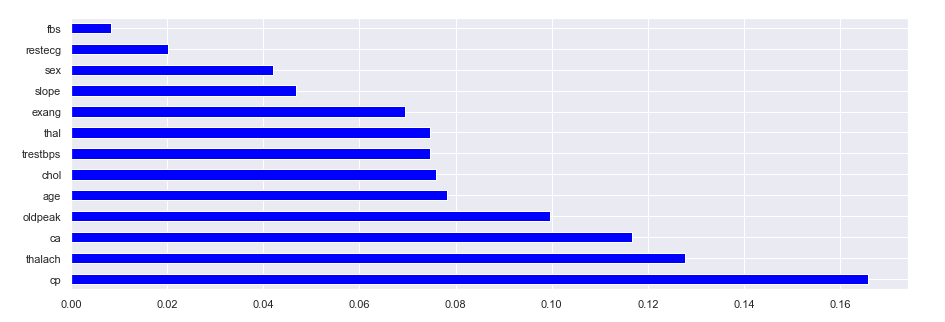 fbs
restecg
sex
slope
exang
thal
trestbps
chol
age
oldpeak
ca
thalach
cp
0.00 0.02 0.04 0.06 0.08 0.10 0.12 0.14 0.16